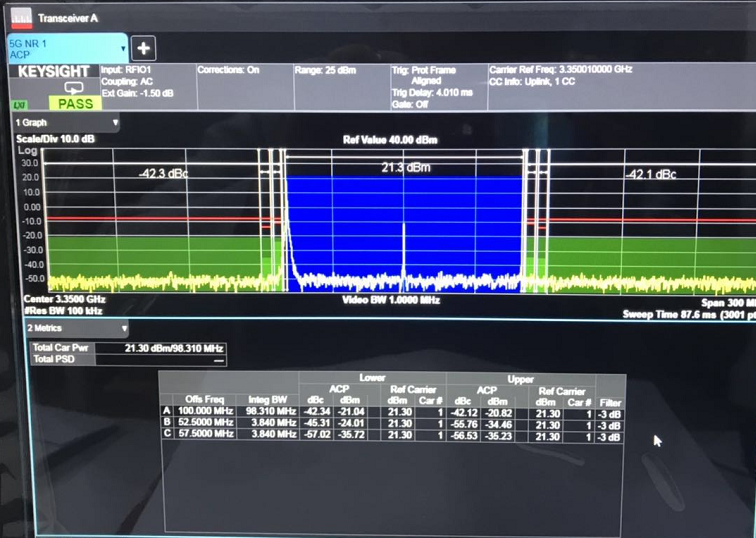 Transceiver A
5G NR 1
ACP
KEYSIGHT
Input: RFIO1
Coupling: AC
Ext Gain: -1.50 dB
Corrections: On
Range: 25 dBm
Trig: Prot Frame
Aligned
Trig Delay: 4.010 ms
Gate: Off
Carrier Ref Freq: 3.350010000 GHz
CC Info: Uplink, 1 CC
PASS
1 Graph
Scale/Div 10.0 dB
Ref Value 40.00 dBm
Log
30.0
20.0
10.0
0.00
-10.0
-20.0
-30.0
-40.0
-50.0
-42.3 dBc
21.3 dBm
-42.1 dBc
Center 3.3500 GHz
#Res BW 100 kHz
Video BW 1.0000 MHz
Span 300 M
Sweep Time 87.6 ms (3001 pt
2 Metrics
Total Car Pwr 21.30 dBm/98.310 MHz
Total PSD ---
Lower Upper
ACP Ref Carrier ACP Ref Carrier
Offs Freq Integ BW dBc dBm dBm Car # dBc dBm dBm Car # Filter
A 100.000 MHz 98.310 MHz -42.34 -21.04 21.30 1 -42.12 -20.82 21.30 1 -3 dB
B 52.5000 MHz 3.840 MHz -45.31 -24.01 21.30 1 -55.76 -34.46 21.30 1 -3 dB
C 57.5000 MHz 3.840 MHz -57.02 -35.72 21.30 1 -56.53 -35.23 21.30 1 -3 dB